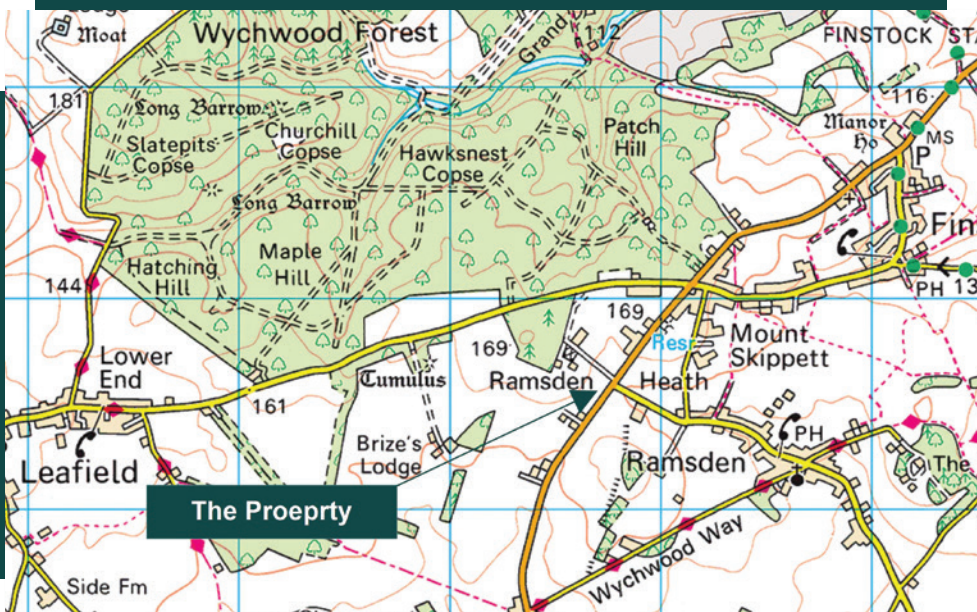 Moat
Wychwood Forest
Grand
112
FINSTOCK STA
181
Long Barrow
Slatepits
Copse
Churchill
Copse
Hawksnest
Copse
Patch
Hill
116
Manor
Ho
MS
P
Long Barrow
Maple
Hill
Hatching
Hill
144
Fin
PH
13
169
Resr
Mount
Skippett
Lower
End
169
Tumulus
Ramsden
Heath
161
Brize's
Lodge
PH
Leafield
Ramsden
The
The Proeprty
Wychwood Way
Side Fm